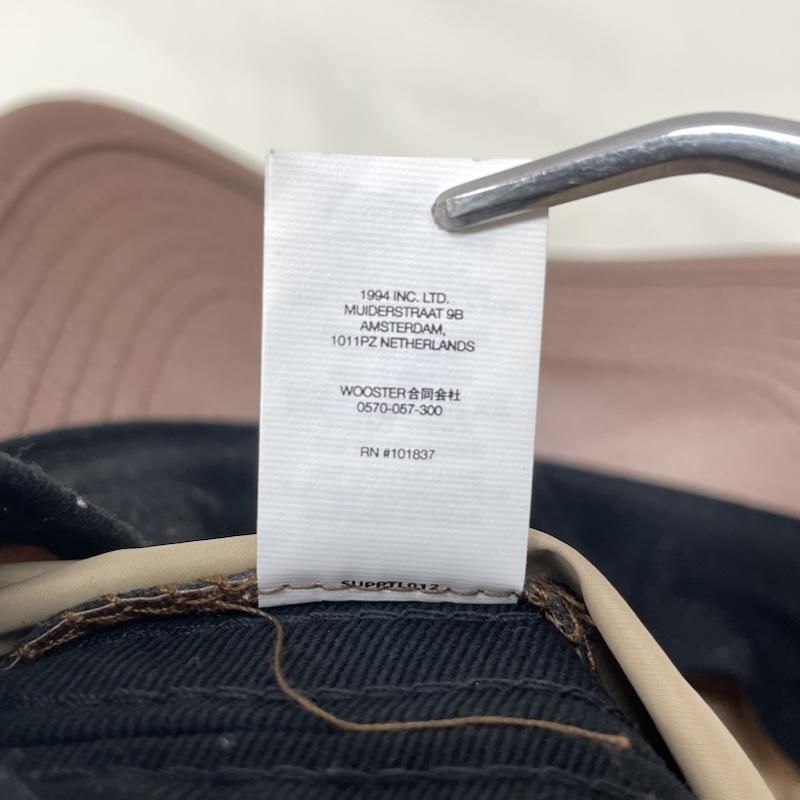 1994 INC. LTD.
MUIDERSTRAAT 9B
AMSTERDAM,
1011PZ NETHERLANDS
WOOSTER合同会社
0570-057-300
RN #101837
SUPPTL012